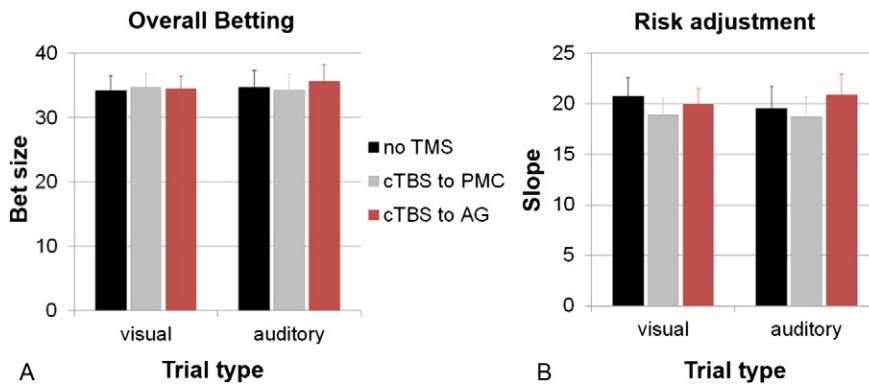 Overall Betting
40
30
20
10
0
Bet size
visual auditory
A Trial type
no TMS
cTBS to PMC
cTBS to AG
Risk adjustment
25
20
15
10
5
0
Slope
visual auditory
B Trial type